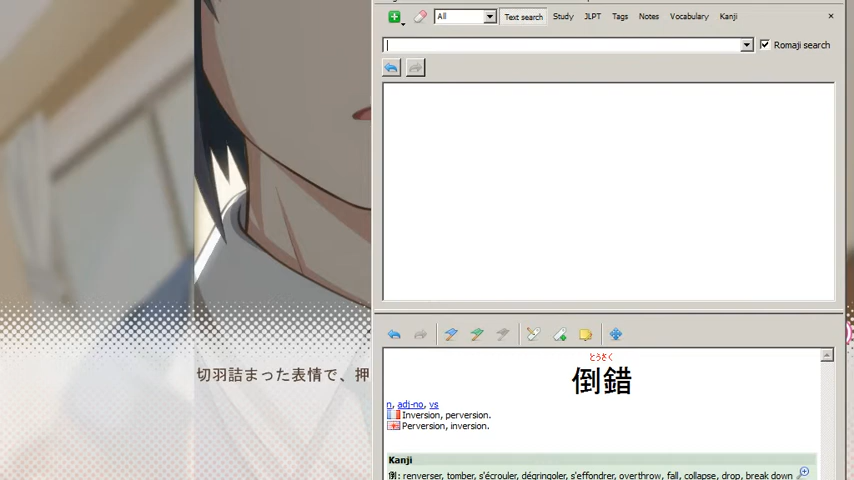 All Text search Study JLPT Tags Notes Vocabulary Kanji
Romaji search
とうさく
倒錯
n, adj-no, vs
Inversion, perversion.
Perversion, inversion.
切羽詰まった表情で、押
Kanji
倒: renverser, tomber, s'écrouler, dégringoler, s'effondrer, overthrow, fall, collapse, drop, break down